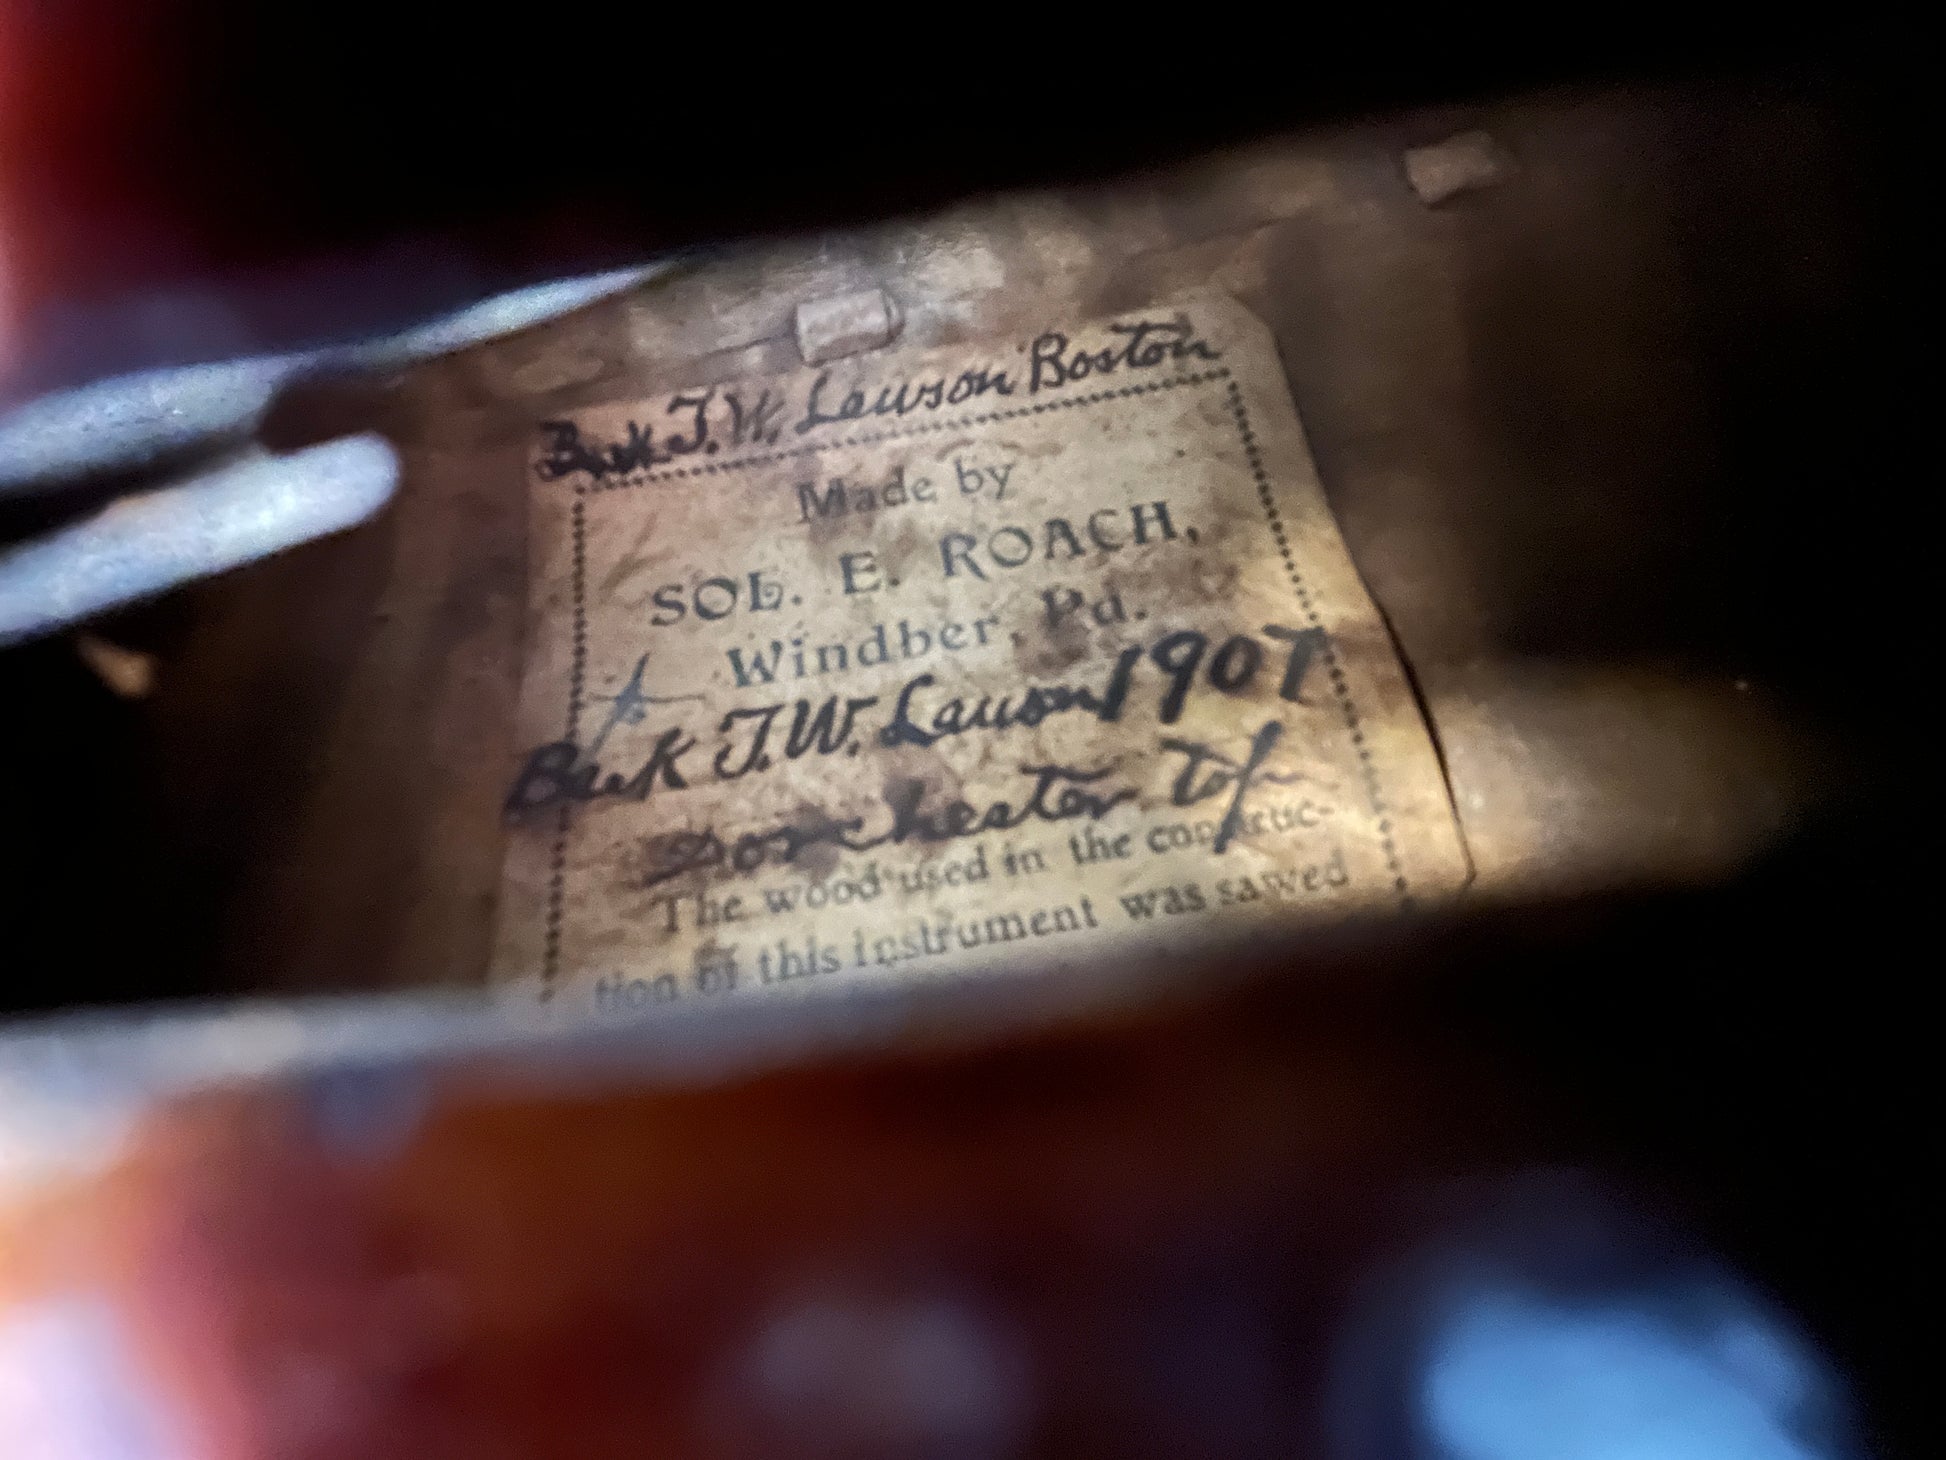 Back J.W. Lawson Boston
Made by
SOL. E. ROACH,
Windber, Pa.
Back J.W. Lawson 1907
Dorchester top
The wood used in the construc-
tion of this instrument was sawed